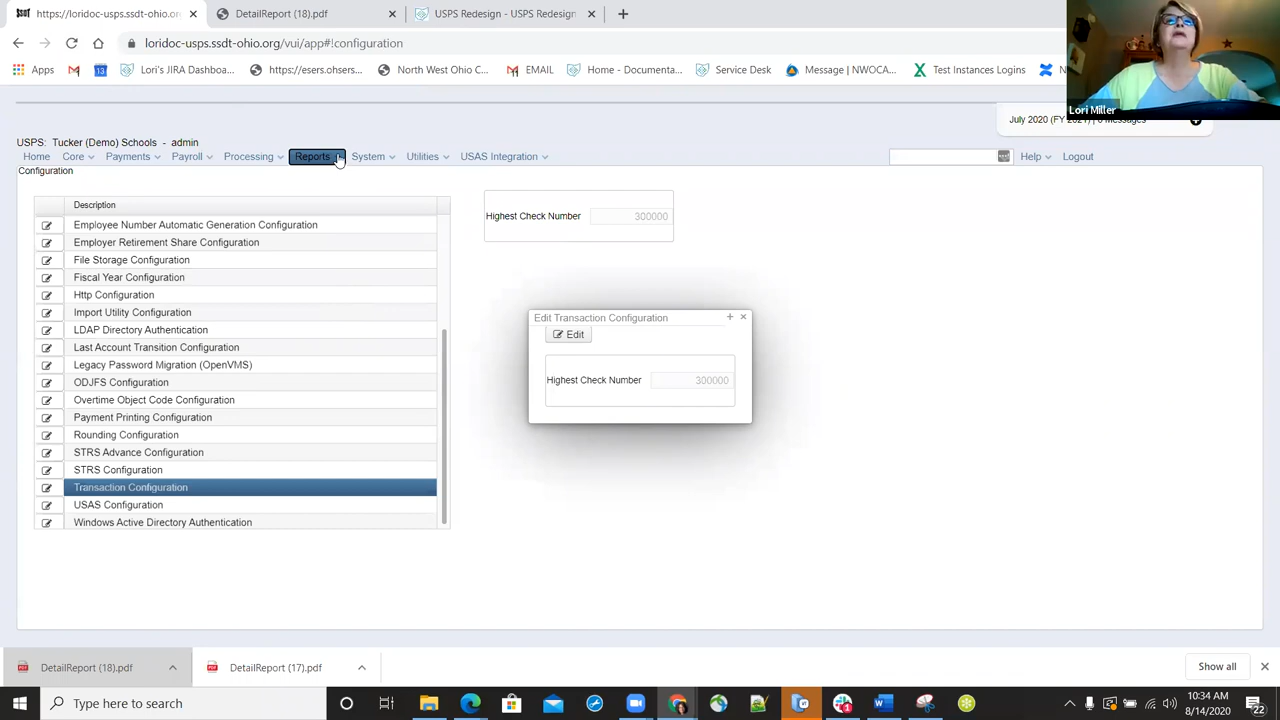 https://loridoc-usps.ssdt-ohio.org
DetailReport (18).pdf
USPS Redesign - USPS Redesign
loridoc-usps.ssdt-ohio.org/vui/app#!configuration
Apps
Lori's JIRA Dashboa...
https://esers.ohsers...
North West Ohio C...
EMAIL
Home - Documenta...
Service Desk
Message | NWOCA...
Test Instances Logins
Lori Miller
July 2020 (FY 2021) | 0 Messages
USPS: Tucker (Demo) Schools - admin
Home Core Payments Payroll Processing Reports System Utilities USAS Integration Help Logout
Configuration
Description
Employee Number Automatic Generation Configuration
Employer Retirement Share Configuration
File Storage Configuration
Fiscal Year Configuration
Http Configuration
Import Utility Configuration
LDAP Directory Authentication
Last Account Transition Configuration
Legacy Password Migration (OpenVMS)
ODJFS Configuration
Overtime Object Code Configuration
Payment Printing Configuration
Rounding Configuration
STRS Advance Configuration
STRS Configuration
Transaction Configuration
USAS Configuration
Windows Active Directory Authentication
Highest Check Number 300000
Edit Transaction Configuration
Edit
Highest Check Number 300000
DetailReport (18).pdf
DetailReport (17).pdf
Show all
Type here to search
10:34 AM
8/14/2020
22